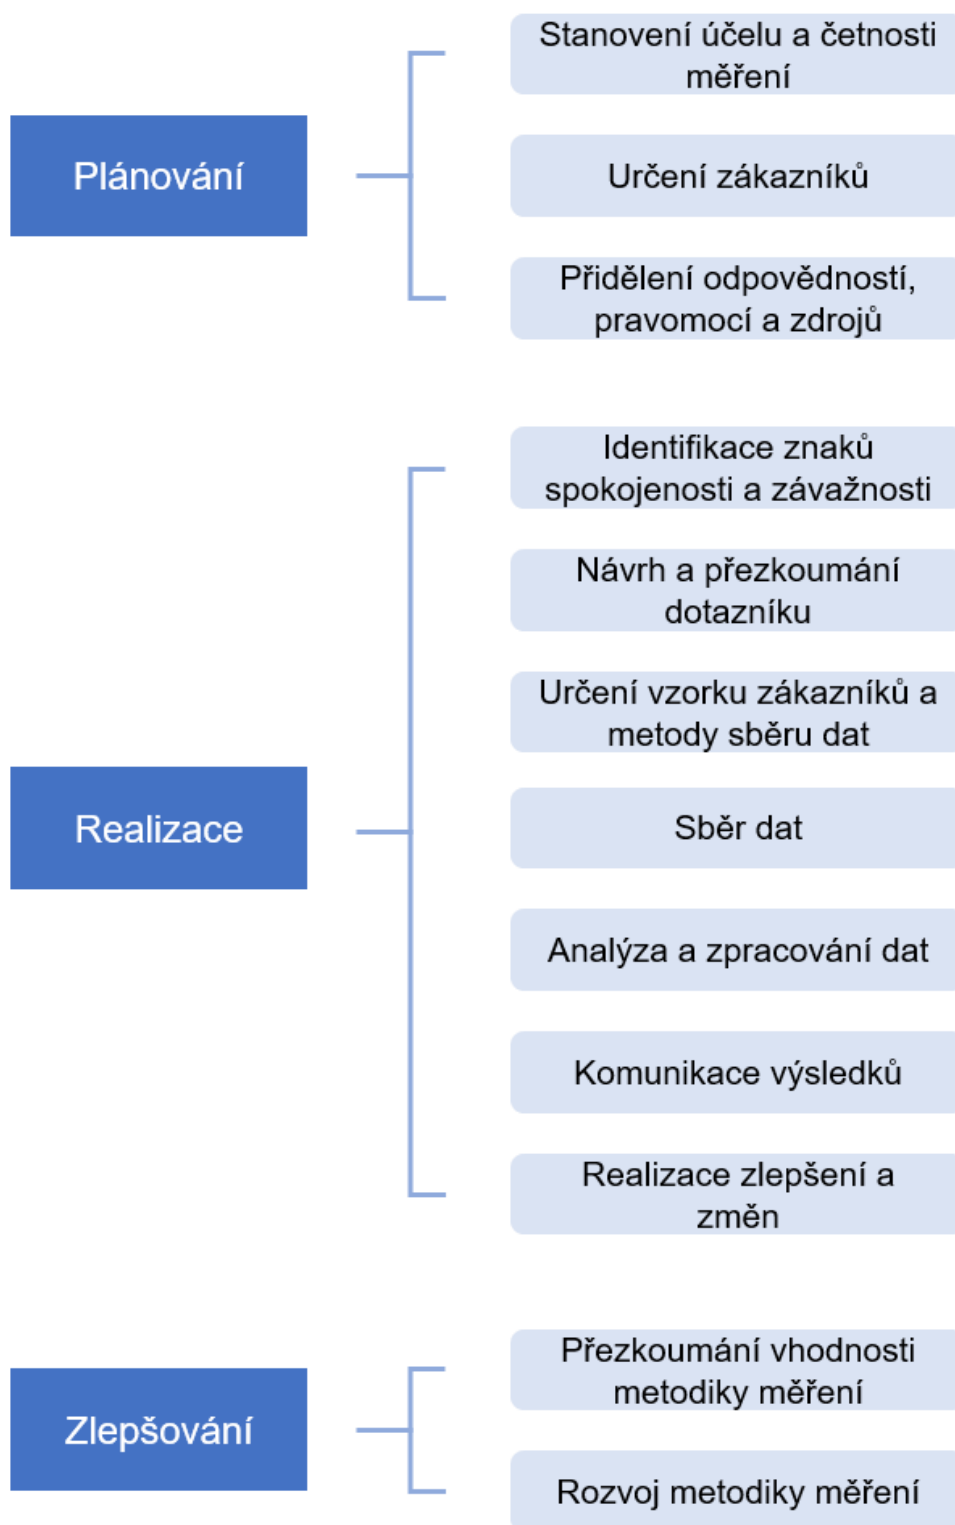 Plánování
Stanovení účelu a četnosti
měření
Určení zákazníků
Přidělení odpovědností,
pravomocí a zdrojů
Realizace
Identifikace znaků
spokojenosti a závažnosti
Návrh a přezkoumání
dotazníku
Určení vzorku zákazníků a
metody sběru dat
Sběr dat
Analýza a zpracování dat
Komunikace výsledků
Realizace zlepšení a
změn
Zlepšování
Přezkoumání vhodnosti
metodiky měření
Rozvoj metodiky měření